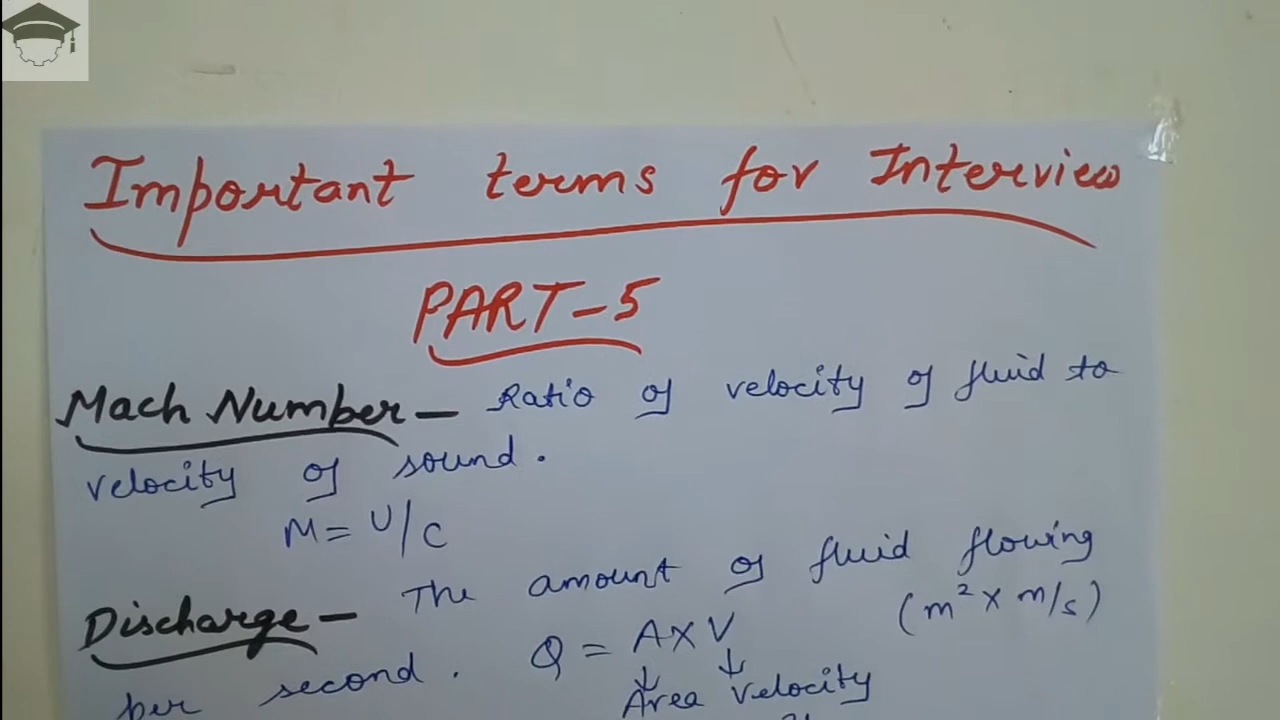 Important terms for Interview
PART-5
Mach Number - Ratio of velocity of fluid to
velocity of sound.
M = U/C
Discharge - The amount of fluid flowing
per second. Q = A×V (m²× m/s)
↓ ↓
Area Velocity